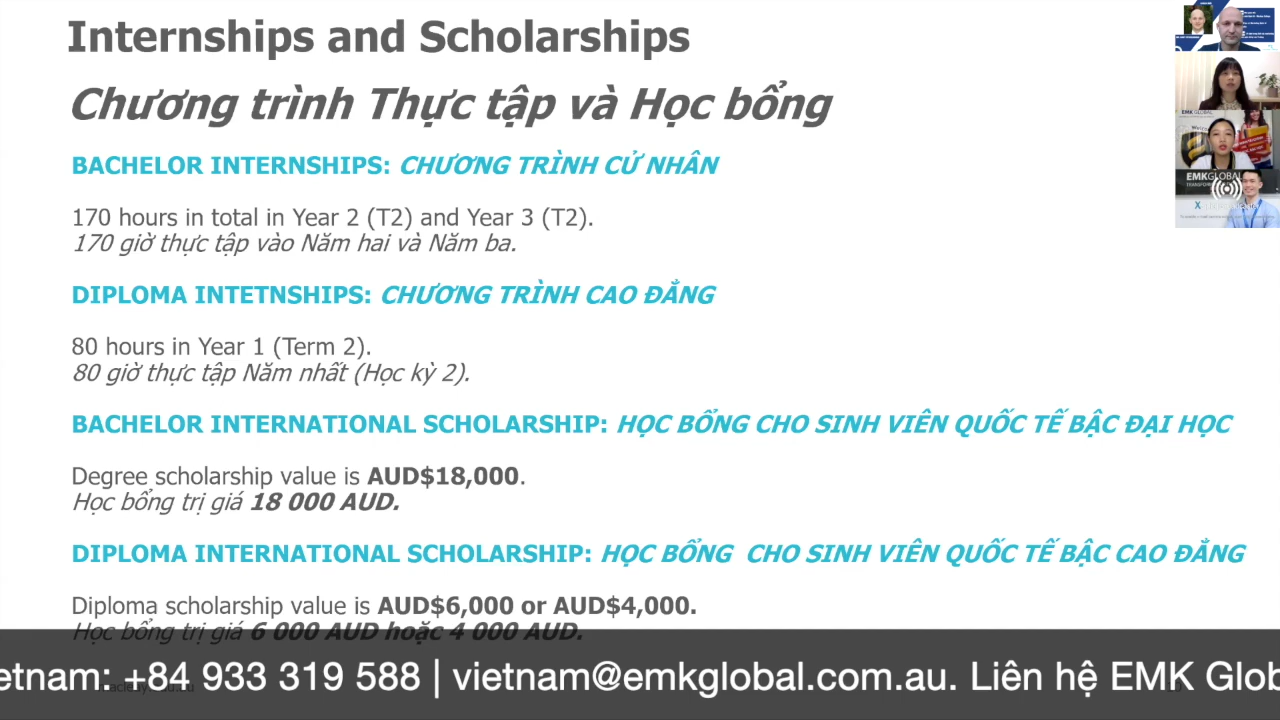 Internships and Scholarships
Chương trình Thực tập và Học bổng
BACHELOR INTERNSHIPS: CHƯƠNG TRÌNH CỬ NHÂN
170 hours in total in Year 2 (T2) and Year 3 (T2).
170 giờ thực tập vào Năm hai và Năm ba.
DIPLOMA INTETNSHIPS: CHƯƠNG TRÌNH CAO ĐẲNG
80 hours in Year 1 (Term 2).
80 giờ thực tập Năm nhất (Học kỳ 2).
BACHELOR INTERNATIONAL SCHOLARSHIP: HỌC BỔNG CHO SINH VIÊN QUỐC TẾ BẬC ĐẠI HỌC
Degree scholarship value is AUD$18,000.
Học bổng trị giá 18 000 AUD.
DIPLOMA INTERNATIONAL SCHOLARSHIP: HỌC BỔNG CHO SINH VIÊN QUỐC TẾ BẬC CAO ĐẲNG
Diploma scholarship value is AUD$6,000 or AUD$4,000.
Học bổng trị giá 6 000 AUD hoặc 4 000 AUD.
etnam: +84 933 319 588 | vietnam@emkglobal.com.au. Liên hệ EMK Glob
EMK GLOBAL
EMKGLOBAL